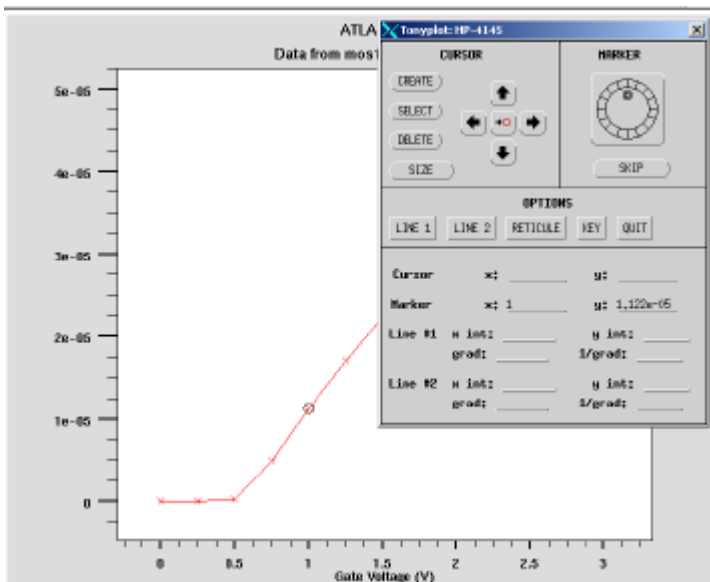 ATLA
Data from most
5e-05
4e-05
3e-05
2e-05
1e-05
0
0
0.5
1
1.5
2
2.5
3
Gate Voltage (V)
Tonyplot: HP-4145
CURSOR
CREATE
SELECT
DELETE
SIZE
MARKER
SKIP
OPTIONS
LINE 1 LINE 2 RETICULE KEY QUIT
Cursor x: y:
Marker x: 1 y: 1.122e-05
Line #1 x int: y int:
grad: 1/grad:
Line #2 x int: y int:
grad: 1/grad: